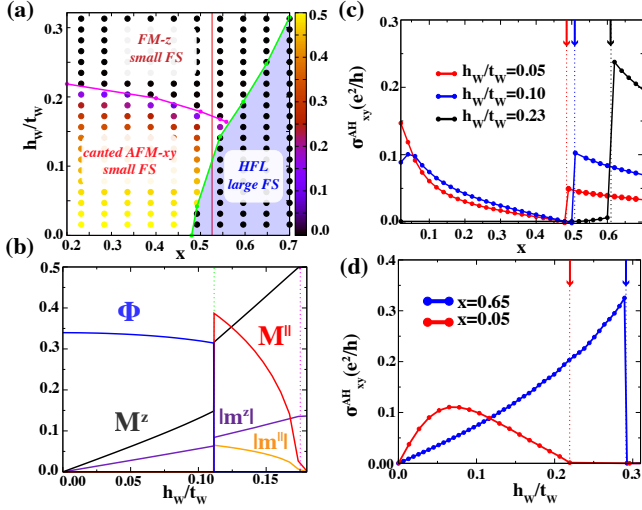 (a)
0.3
0.2
0.1
0.0
h_W/t_W
0.2
0.3
0.4
0.5
0.6
0.7
x
FM-z
small FS
canted AFM-xy
small FS
HFL
large FS
0.5
0.4
0.3
0.2
0.1
0.0
(b)
0.5
0.4
0.3
0.2
0.1
0.0
Φ
M^z
M^||
|m^z|
|m^|||
0.00
0.05
0.10
0.15
h_W/t_W
(c)
σ^AH_xy(e²/h)
0.3
0.2
0.1
0
h_W/t_W=0.05
h_W/t_W=0.10
h_W/t_W=0.23
0.1
0.2
0.3
0.4
0.5
0.6
0.7
x
(d)
σ^AH_xy(e²/h)
0.4
0.3
0.2
0.1
0.00
x=0.65
x=0.05
0.0
0.1
0.2
0.3
h_W/t_W